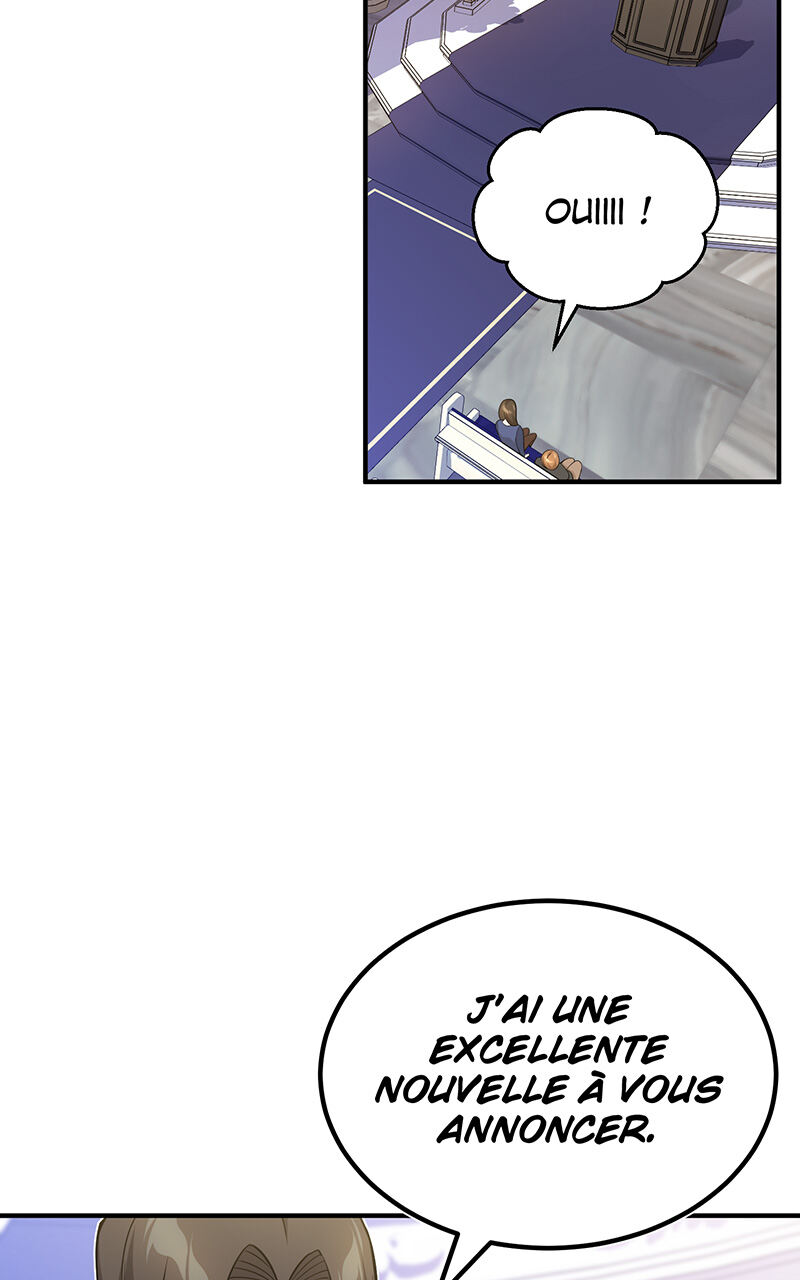 OUIIII !
J'AI UNE
EXCELLENTE
NOUVELLE À VOUS
ANNONCER.